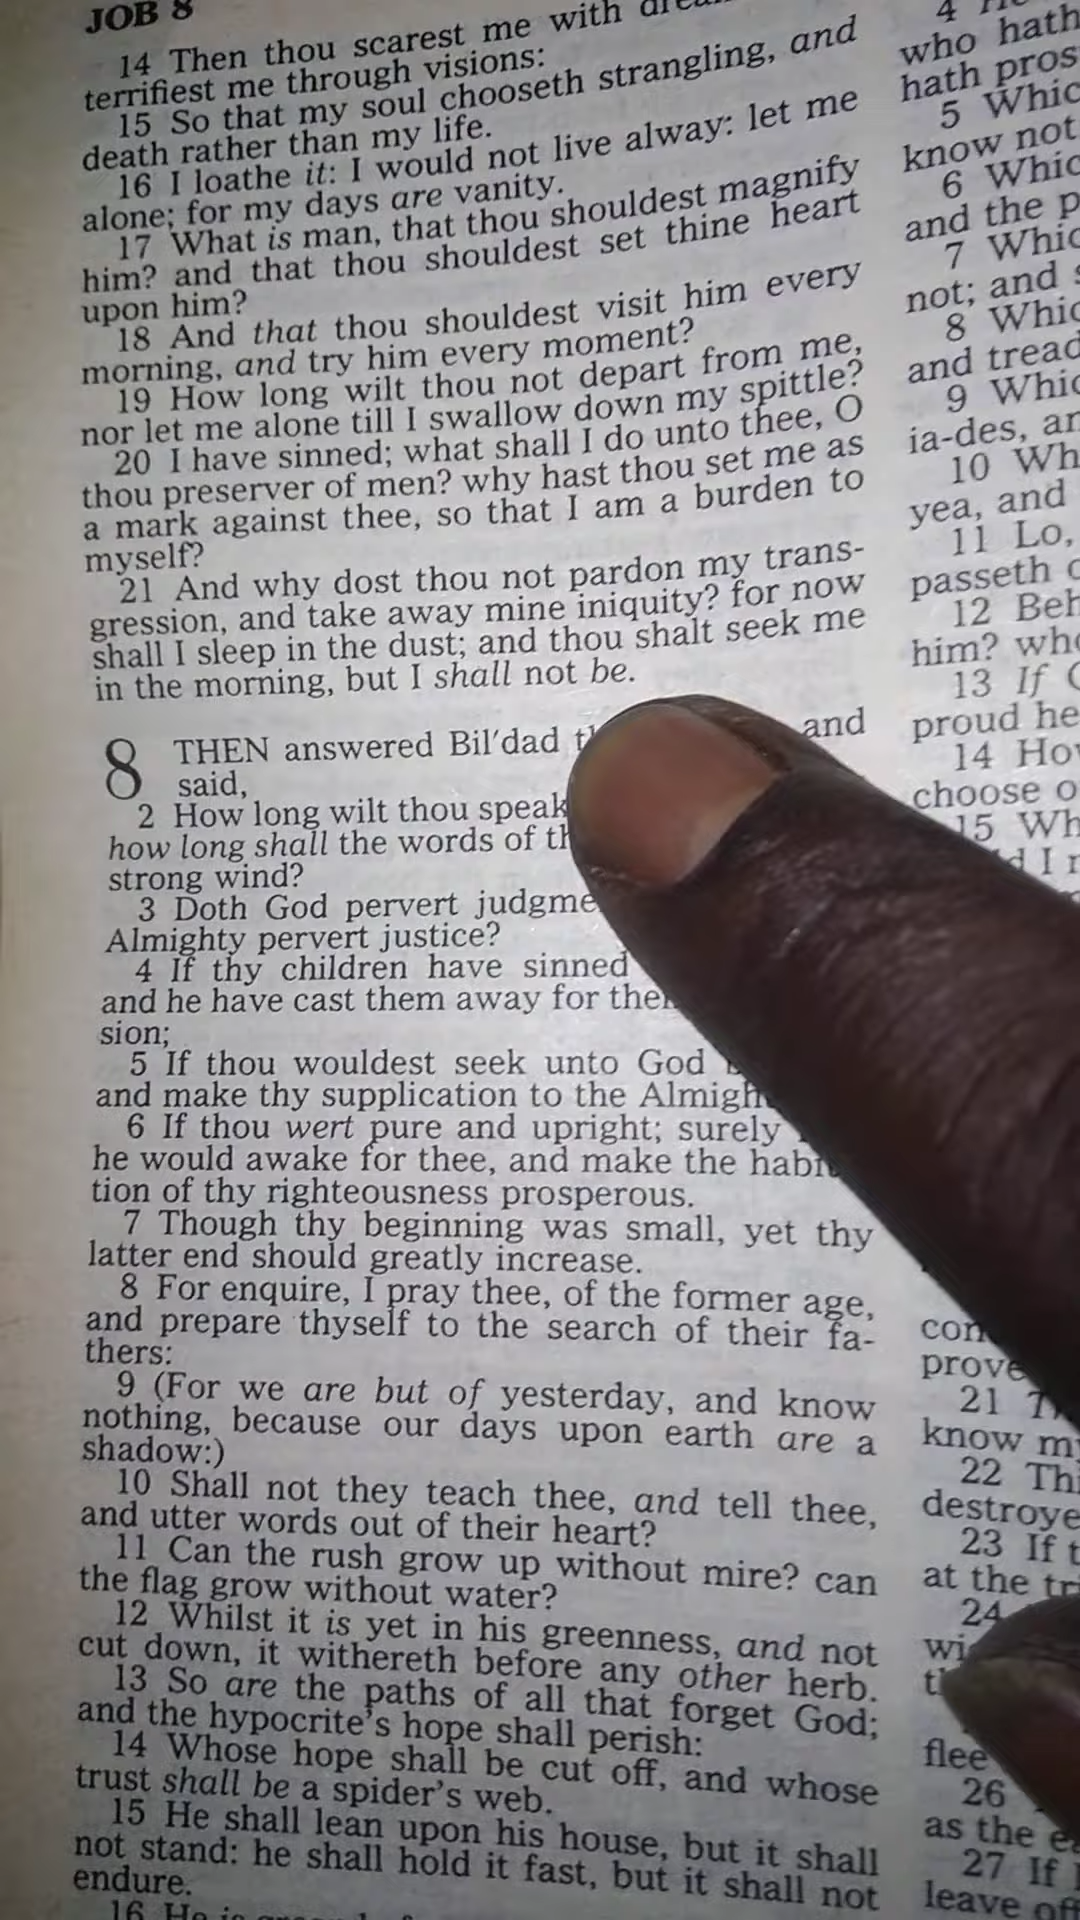 JOB 8
14 Then thou scarest me with
terrifiest me through visions:
15 So that my soul chooseth strangling, and
death rather than my life.
16 I loathe it: I would not live alway: let me
alone; for my days are vanity.
17 What is man, that thou shouldest magnify
him? and that thou shouldest set thine heart
upon him?
18 And that thou shouldest visit him every
morning, and try him every moment?
19 How long wilt thou not depart from me,
nor let me alone till I swallow down my spittle?
20 I have sinned; what shall I do unto thee, O
thou preserver of men? why hast thou set me as
a mark against thee, so that I am a burden to
myself?
21 And why dost thou not pardon my trans-
gression, and take away mine iniquity? for now
shall I sleep in the dust; and thou shalt seek me
in the morning, but I shall not be.
8 THEN answered Bil'dad and
said,
2 How long wilt thou speak
how long shall the words of
strong wind?
3 Doth God pervert
Almighty pervert justice?
4 If thy children have sinned
and he have cast them away for
sion;
5 If thou wouldest seek unto God
and make thy supplication to the
6 If thou wert pure and upright; surely
he would awake for thee, and make the
tion of thy righteousness prosperous.
7 Though thy beginning was small, yet thy
latter end should greatly increase.
8 For enquire, I pray thee, of the former age,
and prepare thyself to the search of their fa-
thers:
9 (For we are but of yesterday, and know
nothing, because our days upon earth are a
shadow:)
10 Shall not they teach thee, and tell thee,
and utter words out of their heart?
11 Can the rush grow up without mire? can
the flag grow without water?
12 Whilst it is yet in his greenness, and not
cut down, it withereth before any other herb.
13 So are the paths of all that forget God;
and the hypocrite's hope shall perish:
14 Whose hope shall be cut off, and whose
trust shall be a spider's web.
15 He shall lean upon his house, but it shall
not stand: he shall hold it fast, but it shall not
endure.
16 He is
4
who hath
hath
5
know not
6
and the
7
not; and
8
and
9
ia-des,
10
yea, and
11 Lo,
passeth
12
him?
13 If
proud
14
choose
15
21
know
22
23 If
at the
24
flee
26
as the
27 If
leave